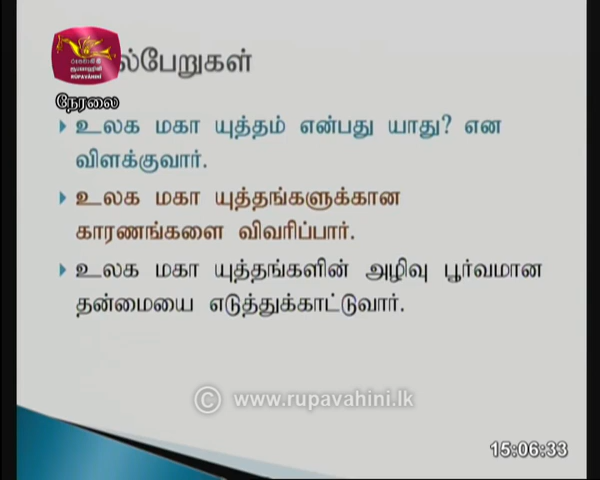 ல்பேறுகள்
RUPAVAHINI
நேரலை
உலக மகா யுத்தம் என்பது யாது? என
விளக்குவார்.
உலக மகா யுத்தங்களுக்கான
காரணங்களை விவரிப்பார்.
உலக மகா யுத்தங்களின் அழிவு பூர்வமான
தன்மையை எடுத்துக்காட்டுவார்.
© www.rupavahini.lk
15:06:33